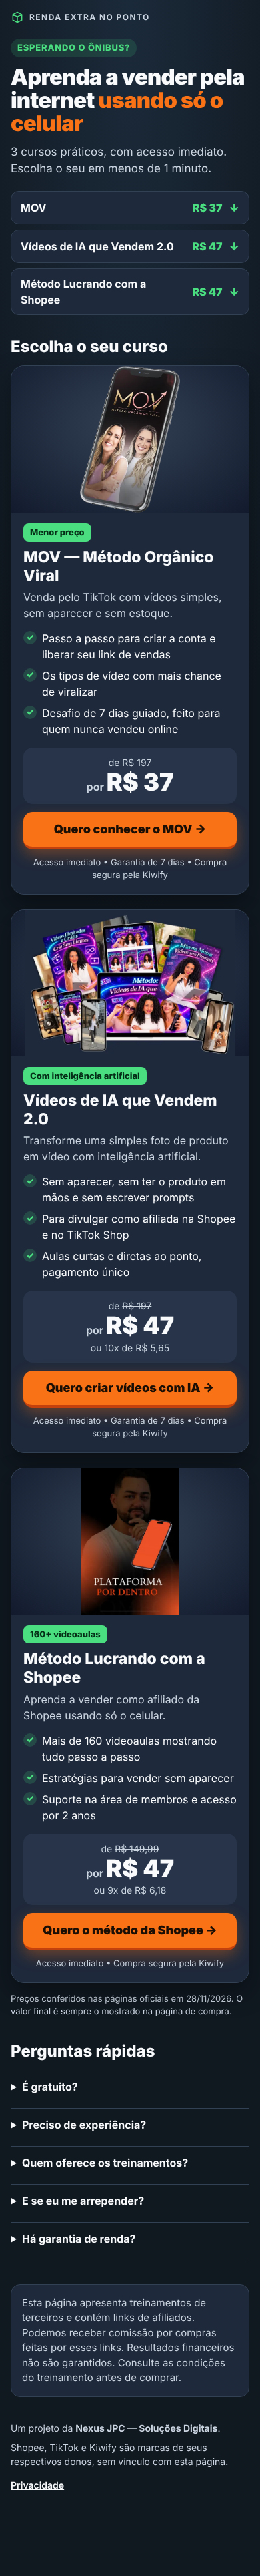 RENDA EXTRA NO PONTO
ESPERANDO O ÔNIBUS?
Aprenda a vender pela
internet usando só o
celular
3 cursos práticos, com acesso imediato.
Escolha o seu em menos de 1 minuto.
MOV R$ 37 ↓
Vídeos de IA que Vendem 2.0 R$ 47 ↓
Método Lucrando com a
Shopee R$ 47 ↓
Escolha o seu curso
MOV
Menor preço
MOV — Método Orgânico
Viral
Venda pelo TikTok com vídeos simples,
sem aparecer e sem estoque.
Passo a passo para criar a conta e
liberar seu link de vendas
Os tipos de vídeo com mais chance
de viralizar
Desafio de 7 dias guiado, feito para
quem nunca vendeu online
de R$ 197
por R$ 37
Quero conhecer o MOV →
Acesso imediato • Garantia de 7 dias • Compra
segura pela Kiwify
Método:
Vídeos de IA que
Com inteligência artificial
Vídeos de IA que Vendem
2.0
Transforme uma simples foto de produto
em vídeo com inteligência artificial.
Sem aparecer, sem ter o produto em
mãos e sem escrever prompts
Para divulgar como afiliada na Shopee
e no TikTok Shop
Aulas curtas e diretas ao ponto,
pagamento único
de R$ 197
por R$ 47
ou 10x de R$ 5,65
Quero criar vídeos com IA →
Acesso imediato • Garantia de 7 dias • Compra
segura pela Kiwify
PLATAFORMA
POR DENTRO
160+ videoaulas
Método Lucrando com a
Shopee
Aprenda a vender como afiliado da
Shopee usando só o celular.
Mais de 160 videoaulas mostrando
tudo passo a passo
Estratégias para vender sem aparecer
Suporte na área de membros e acesso
por 2 anos
de R$ 149,99
por R$ 47
ou 9x de R$ 6,18
Quero o método da Shopee →
Acesso imediato • Compra segura pela Kiwify
Preços conferidos nas páginas oficiais em 28/11/2026. O
valor final é sempre o mostrado na página de compra.
Perguntas rápidas
É gratuito?
Preciso de experiência?
Quem oferece os treinamentos?
E se eu me arrepender?
Há garantia de renda?
Esta página apresenta treinamentos de
terceiros e contém links de afiliados.
Podemos receber comissão por compras
feitas por esses links. Resultados financeiros
não são garantidos. Consulte as condições
do treinamento antes de comprar.
Um projeto da Nexus JPC — Soluções Digitais.
Shopee, TikTok e Kiwify são marcas de seus
respectivos donos, sem vínculo com esta página.
Privacidade